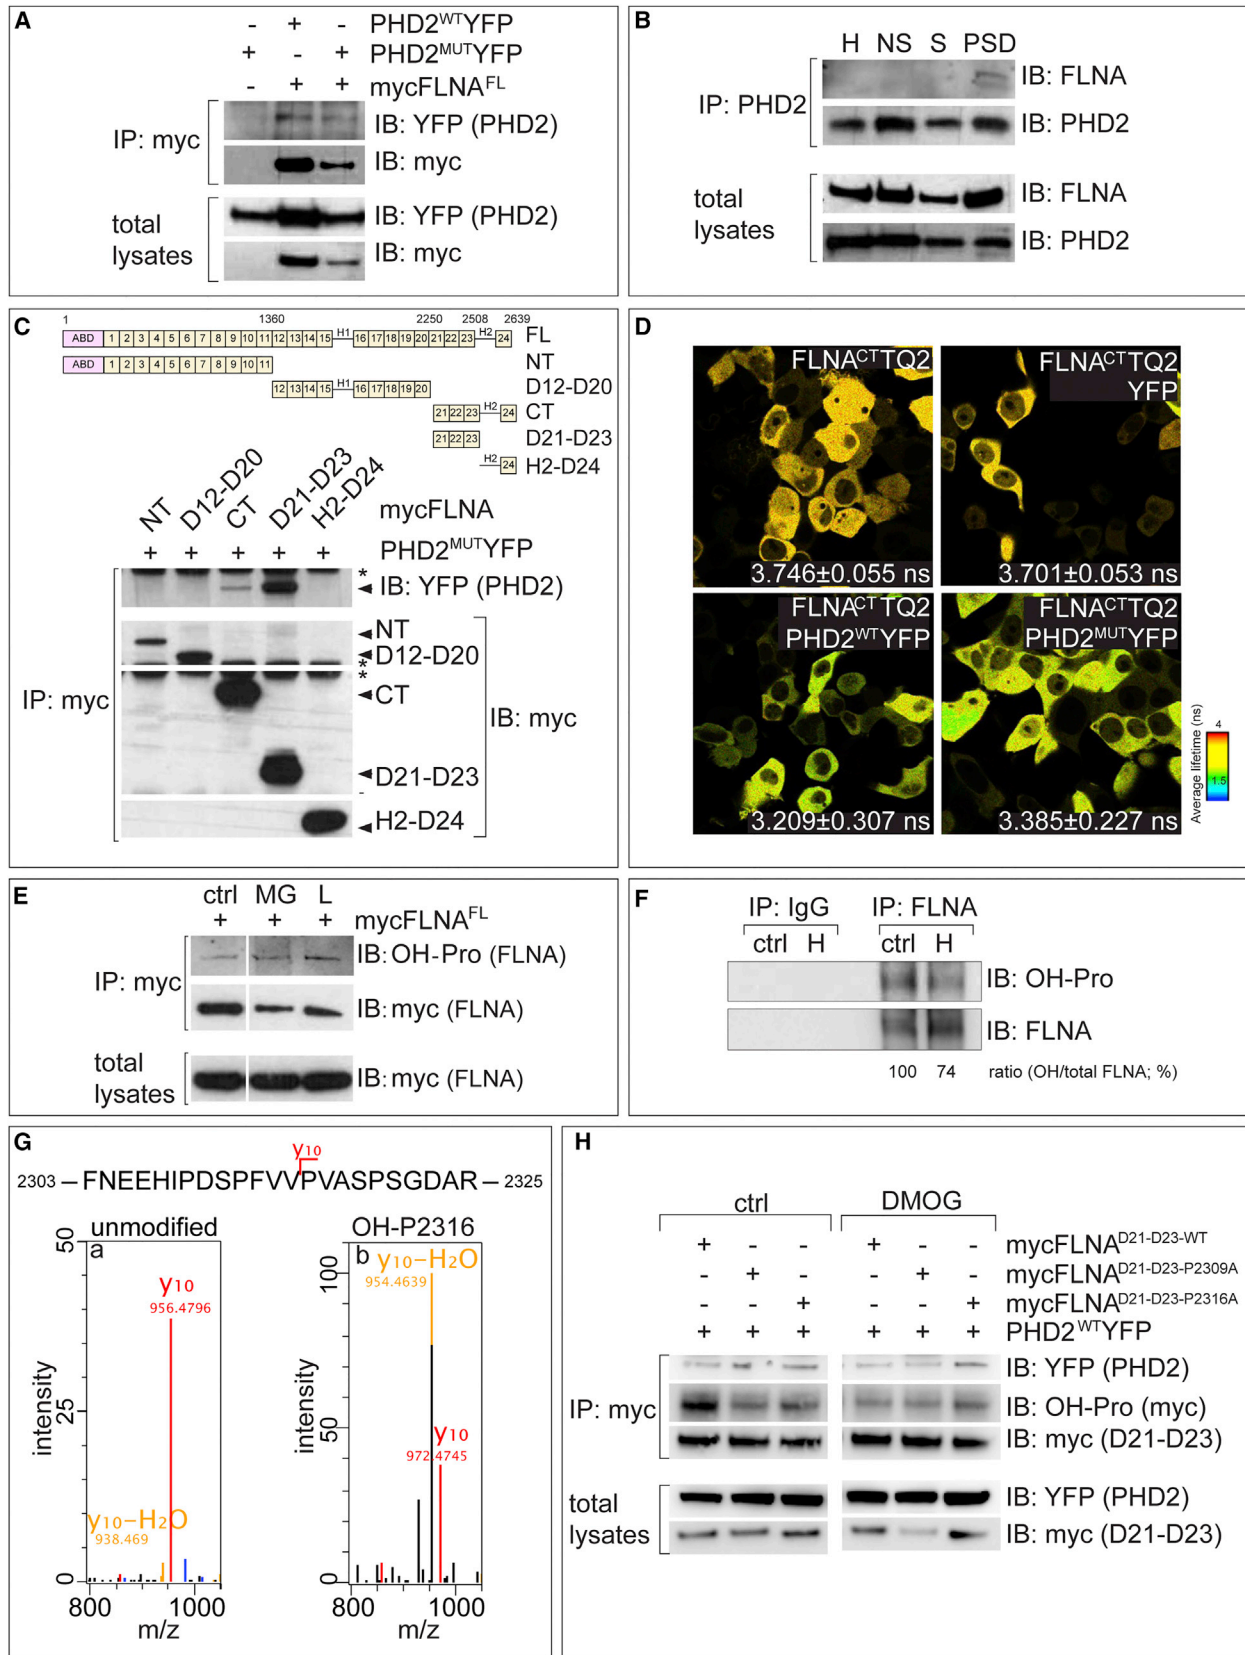 A
- + - PHD2ᵂᵀYFP
+ - + PHD2ᴹᵁᵀYFP
- + + mycFLNAᶠᴸ
IP: myc
IB: YFP (PHD2)
IB: myc
total lysates
IB: YFP (PHD2)
IB: myc
B
H NS S PSD
IP: PHD2
IB: FLNA
IB: PHD2
total lysates
IB: FLNA
IB: PHD2
C
1 1360 2250 2508 2639
ABD 1 2 3 4 5 6 7 8 9 10 11 12 13 14 15 H1 16 17 18 19 20 21 22 23 H2 24 FL
ABD 1 2 3 4 5 6 7 8 9 10 11 NT
12 13 14 15 H1 16 17 18 19 20 D12-D20
21 22 23 H2 24 CT
21 22 23 D21-D23
H2 24 H2-D24
NT D12-D20 CT D21-D23 H2-D24 mycFLNA
+ + + + + PHD2ᴹᵁᵀYFP
*
IB: YFP (PHD2)
NT
D12-D20
*
*
CT
D21-D23
H2-D24
IP: myc
IB: myc
D
FLNAᶜᵀTQ2
3.746±0.055 ns
FLNAᶜᵀTQ2
YFP
3.701±0.053 ns
FLNAᶜᵀTQ2
PHD2ᵂᵀYFP
3.209±0.307 ns
FLNAᶜᵀTQ2
PHD2ᴹᵁᵀYFP
3.385±0.227 ns
Average lifetime (ns)
4
1.5
E
ctrl MG L
+ + + mycFLNAᶠᴸ
IP: myc
IB: OH-Pro (FLNA)
IB: myc (FLNA)
total lysates
IB: myc (FLNA)
F
IP: IgG IP: FLNA
ctrl H ctrl H
IB: OH-Pro
IB: FLNA
100 74 ratio (OH/total FLNA; %)
G
y₁₀
2303 — FNEEHIPDSPFVVPVASPSGDAR — 2325
unmodified
a
50
25
0
intensity
y₁₀
956.4796
y₁₀-H₂O
938.469
800 1000
m/z
OH-P2316
b
100
50
0
intensity
y₁₀-H₂O
954.4639
y₁₀
972.4745
800 1000
m/z
H
ctrl DMOG
+ - - + - - mycFLNAᴰ²¹⁻ᴰ²³⁻ᵂᵀ
- + - - + - mycFLNAᴰ²¹⁻ᴰ²³⁻ᴾ²³⁰⁹ᴬ
- - + - - + mycFLNAᴰ²¹⁻ᴰ²³⁻ᴾ²³¹⁶ᴬ
+ + + + + + PHD2ᵂᵀYFP
IP: myc
IB: YFP (PHD2)
IB: OH-Pro (myc)
IB: myc (D21-D23)
total lysates
IB: YFP (PHD2)
IB: myc (D21-D23)